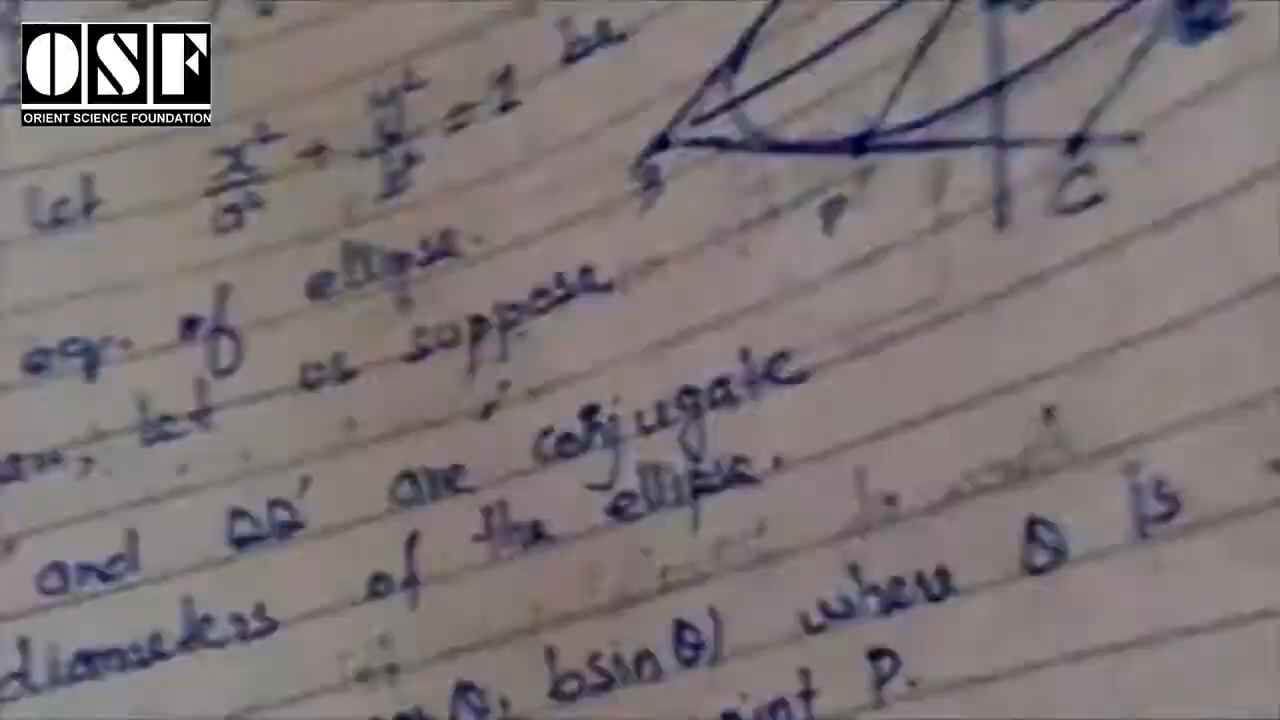 OSF
ORIENT SCIENCE FOUNDATION
Let x²/a² + y²/b² = 1 be
eqn. of ellipse.
let us suppose
and QQ' are conjugate
diameters of the ellipse.
θ, bsinθ) where θ is
point P.
B
P
C